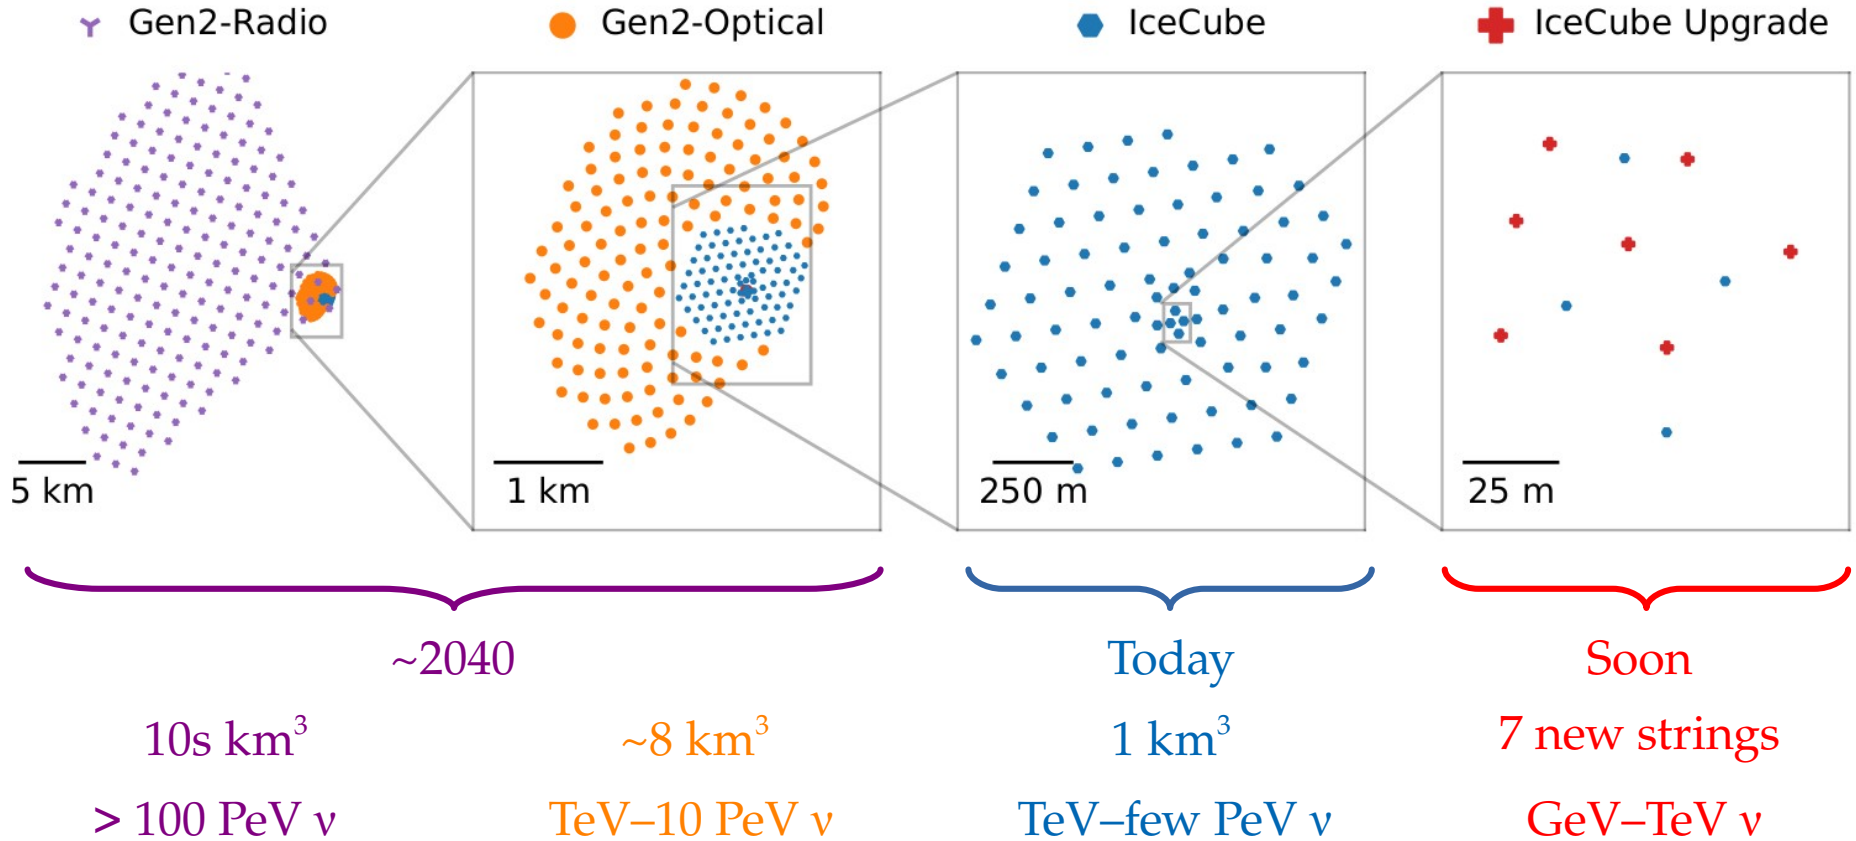 Gen2-Radio
Gen2-Optical
IceCube
IceCube Upgrade
5 km
1 km
250 m
25 m
~2040
Today
Soon
10s km³
~8 km³
1 km³
7 new strings
> 100 PeV ν
TeV–10 PeV ν
TeV–few PeV ν
GeV–TeV ν